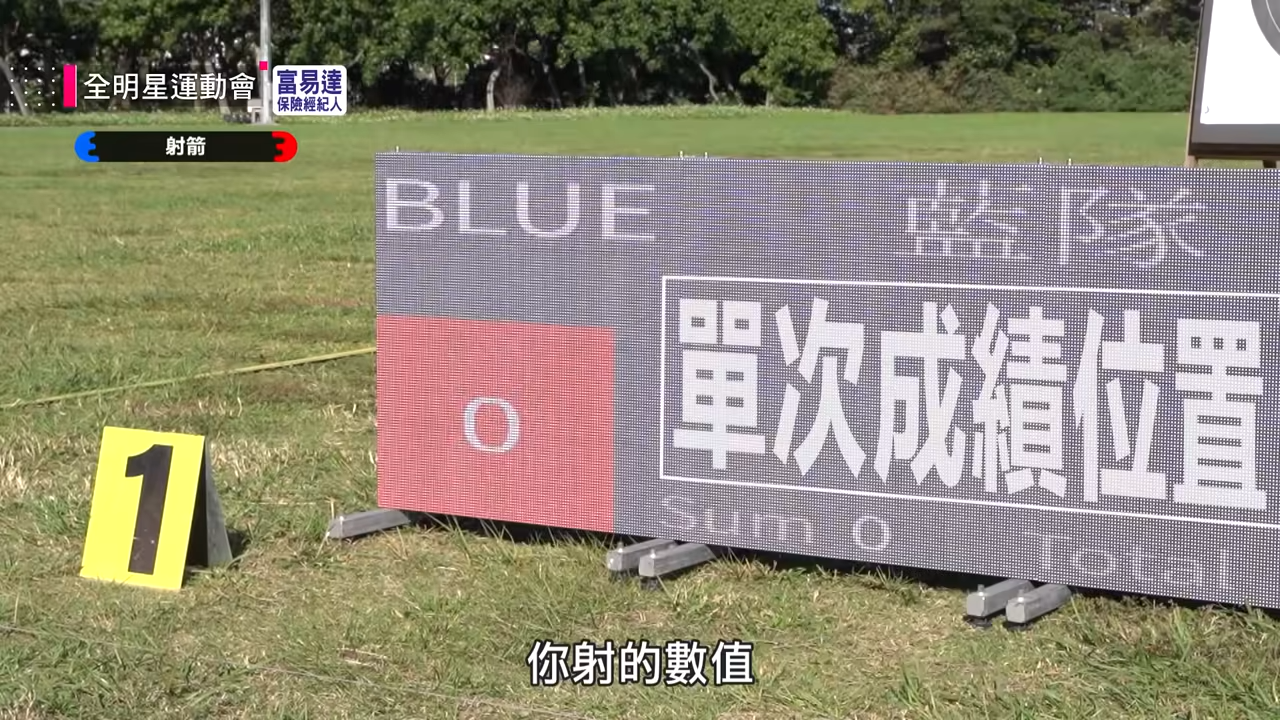 全明星運動會
富易達
保險經紀人
射箭
BLUE 藍隊
0
單次成績位置
Sum 0 Total
1
你射的數值